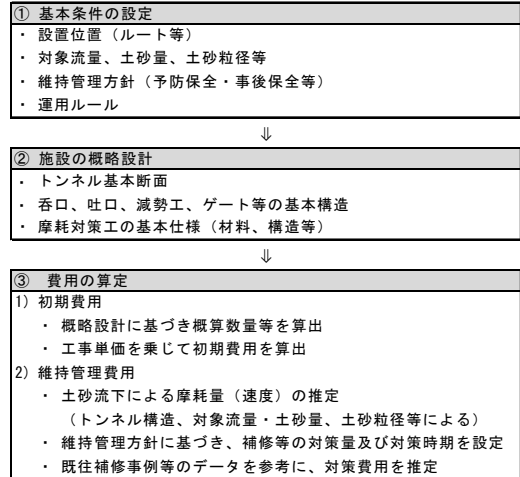 ① 基本条件の設定
・ 設置位置（ルート等）
・ 対象流量、土砂量、土砂粒径等
・ 維持管理方針（予防保全・事後保全等）
・ 運用ルール
⇓
② 施設の概略設計
・ トンネル基本断面
・ 呑口、吐口、減勢工、ゲート等の基本構造
・ 摩耗対策工の基本仕様（材料、構造等）
⇓
③ 費用の算定
1) 初期費用
・ 概略設計に基づき概算数量等を算出
・ 工事単価を乗じて初期費用を算出
2) 維持管理費用
・ 土砂流下による摩耗量（速度）の推定
（トンネル構造、対象流量・土砂量、土砂粒径等による）
・ 維持管理方針に基づき、補修等の対策量及び対策時期を設定
・ 既往補修事例等のデータを参考に、対策費用を推定